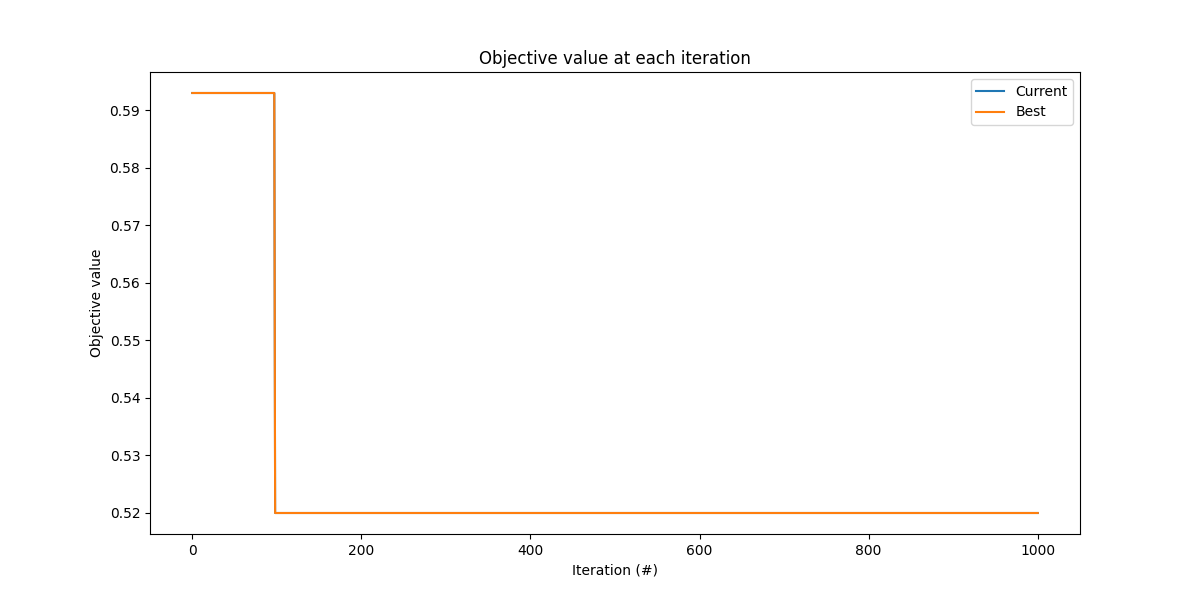 Objective value at each iteration
Current
Best
Objective value
0.59
0.58
0.57
0.56
0.55
0.54
0.53
0.52
0
200
400
600
800
1000
Iteration (#)